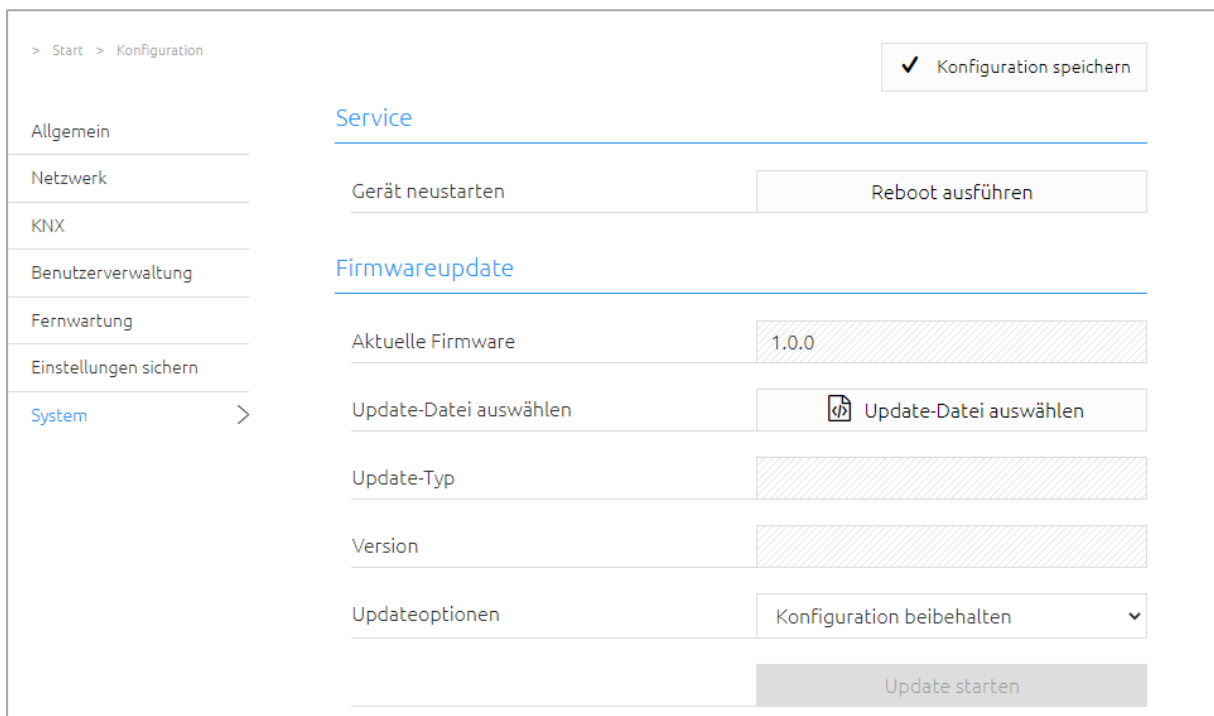 > Start > Konfiguration
Konfiguration speichern
Allgemein
Netzwerk
KNX
Benutzerverwaltung
Fernwartung
Einstellungen sichern
System
Service
Gerät neustarten
Reboot ausführen
Firmwareupdate
Aktuelle Firmware
1.0.0
Update-Datei auswählen
Update-Datei auswählen
Update-Typ
Version
Updateoptionen
Konfiguration beibehalten
Update starten